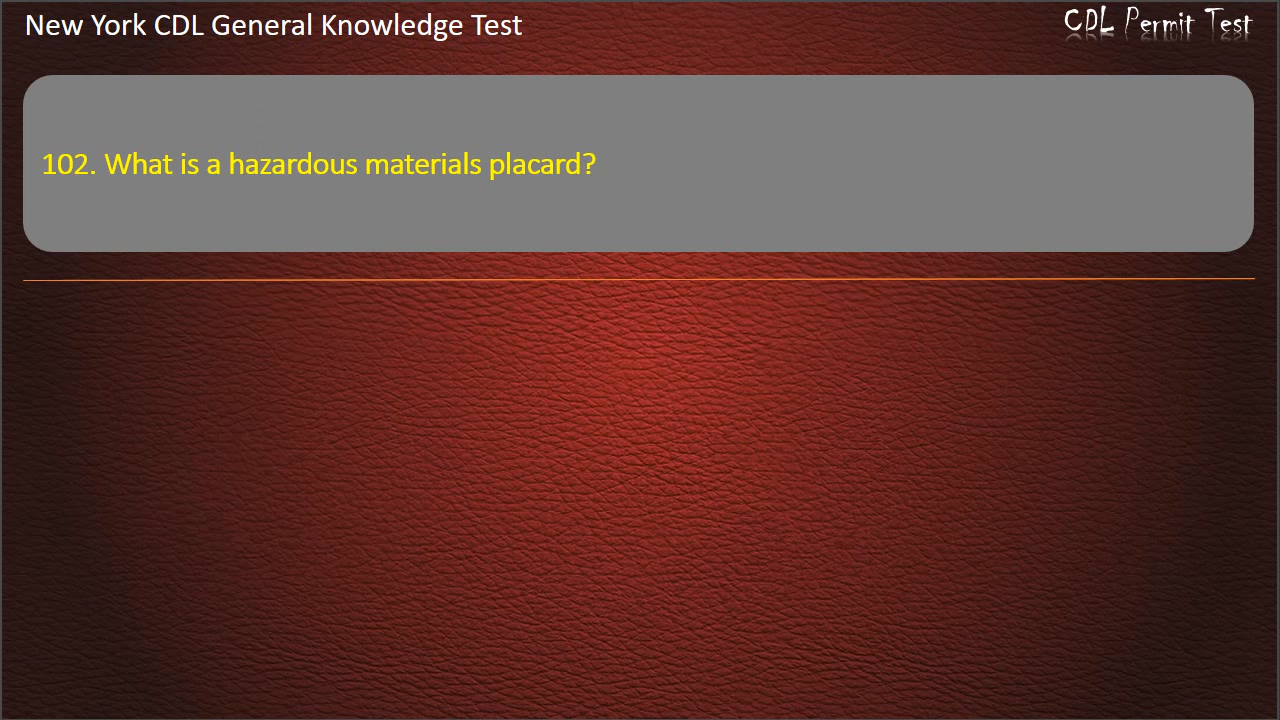 New York CDL General Knowledge Test
CDL Permit Test
102. What is a hazardous materials placard?